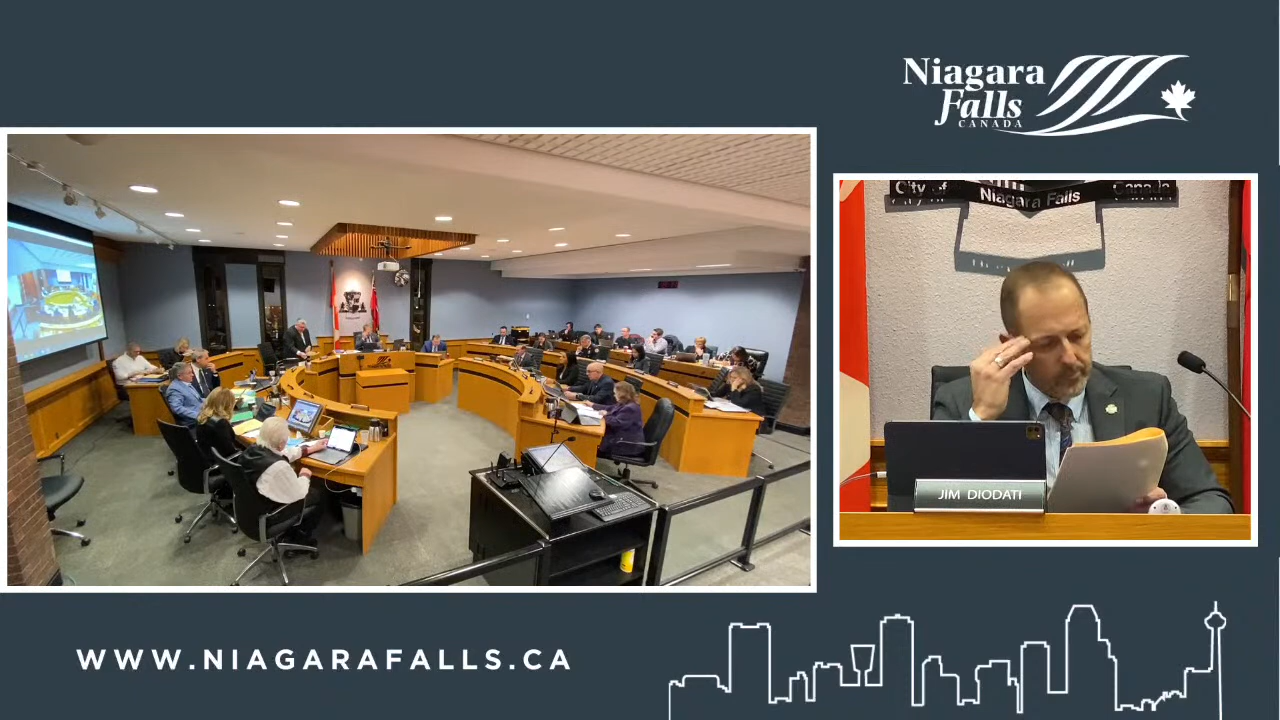 Niagara
Falls
CANADA
City of
Niagara Falls
Canada
JIM DIODATI
WWW.NIAGARAFALLS.CA